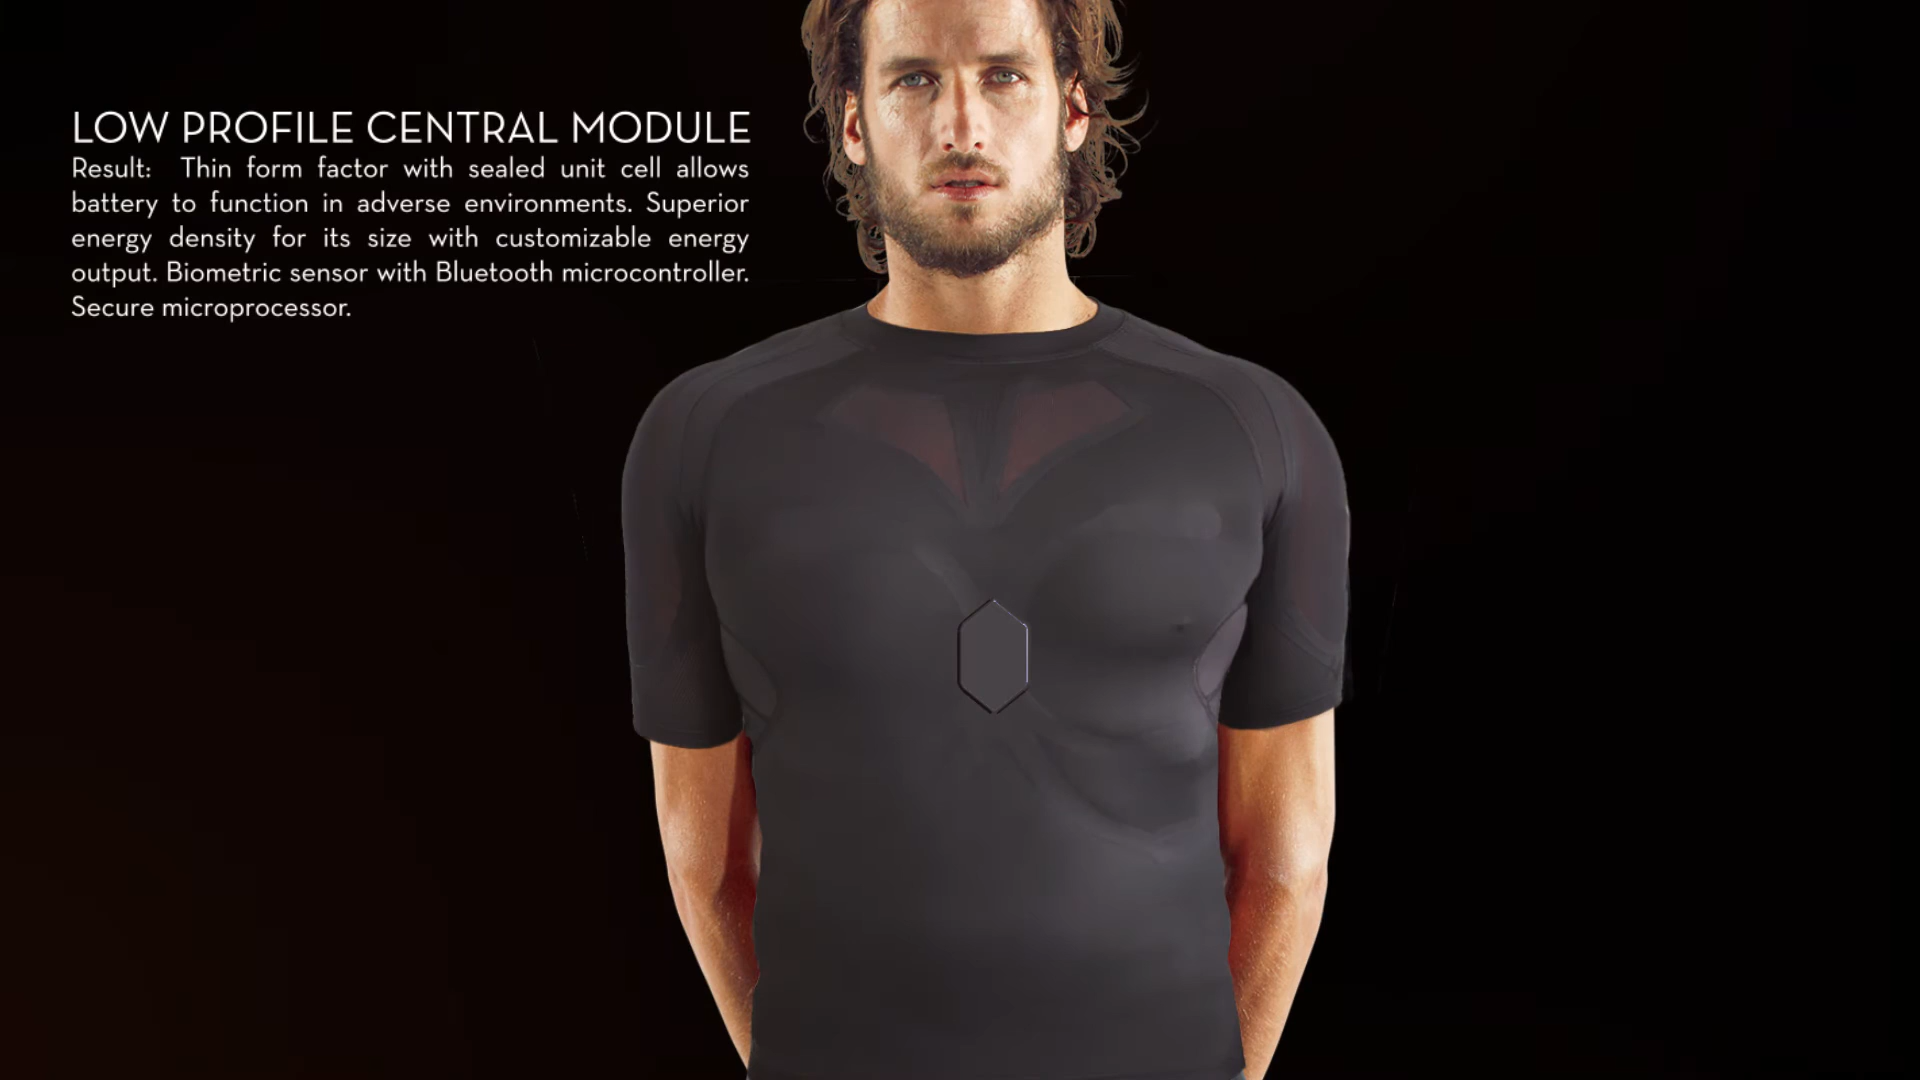 LOW PROFILE CENTRAL MODULE
Result: Thin form factor with sealed unit cell allows
battery to function in adverse environments. Superior
energy density for its size with customizable energy
output. Biometric sensor with Bluetooth microcontroller.
Secure microprocessor.